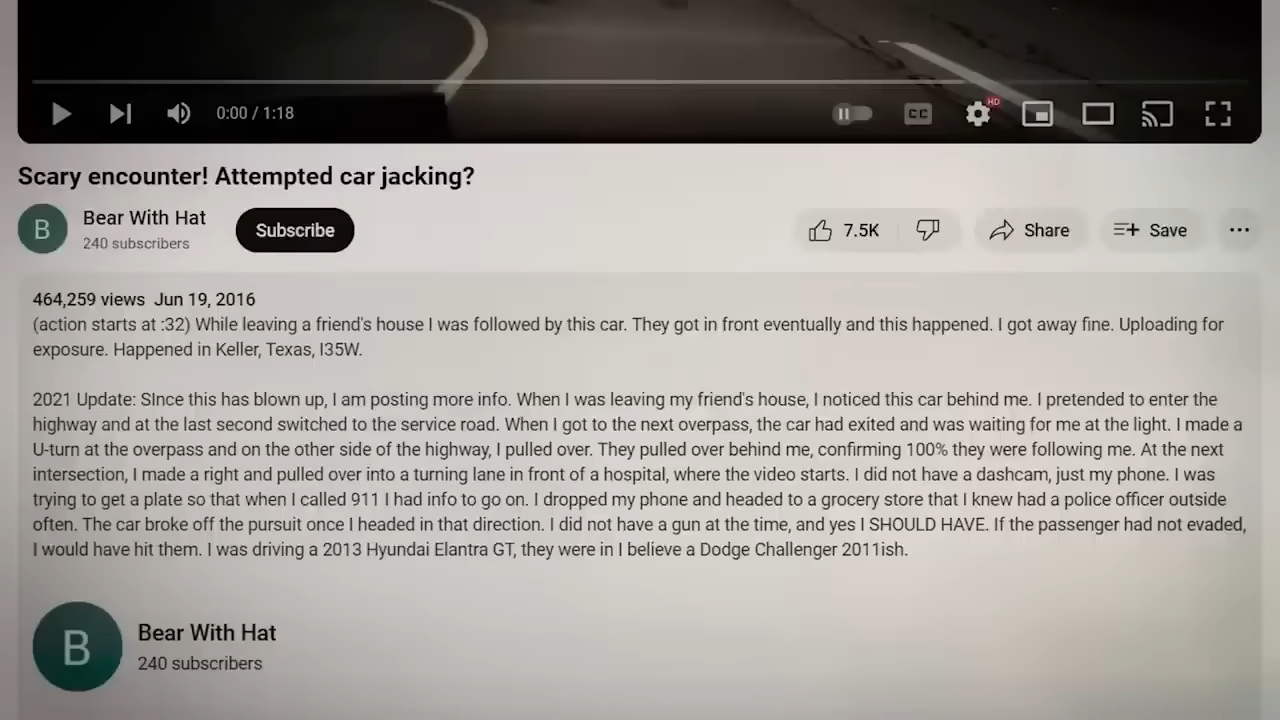 0:00 / 1:18
CC
HD
Scary encounter! Attempted car jacking?
B
Bear With Hat
240 subscribers
Subscribe
7.5K
Share
Save
464,259 views Jun 19, 2016
(action starts at :32) While leaving a friend's house I was followed by this car. They got in front eventually and this happened. I got away fine. Uploading for
exposure. Happened in Keller, Texas, I35W.
2021 Update: SInce this has blown up, I am posting more info. When I was leaving my friend's house, I noticed this car behind me. I pretended to enter the
highway and at the last second switched to the service road. When I got to the next overpass, the car had exited and was waiting for me at the light. I made a
U-turn at the overpass and on the other side of the highway, I pulled over. They pulled over behind me, confirming 100% they were following me. At the next
intersection, I made a right and pulled over into a turning lane in front of a hospital, where the video starts. I did not have a dashcam, just my phone. I was
trying to get a plate so that when I called 911 I had info to go on. I dropped my phone and headed to a grocery store that I knew had a police officer outside
often. The car broke off the pursuit once I headed in that direction. I did not have a gun at the time, and yes I SHOULD HAVE. If the passenger had not evaded,
I would have hit them. I was driving a 2013 Hyundai Elantra GT, they were in I believe a Dodge Challenger 2011ish.
B
Bear With Hat
240 subscribers